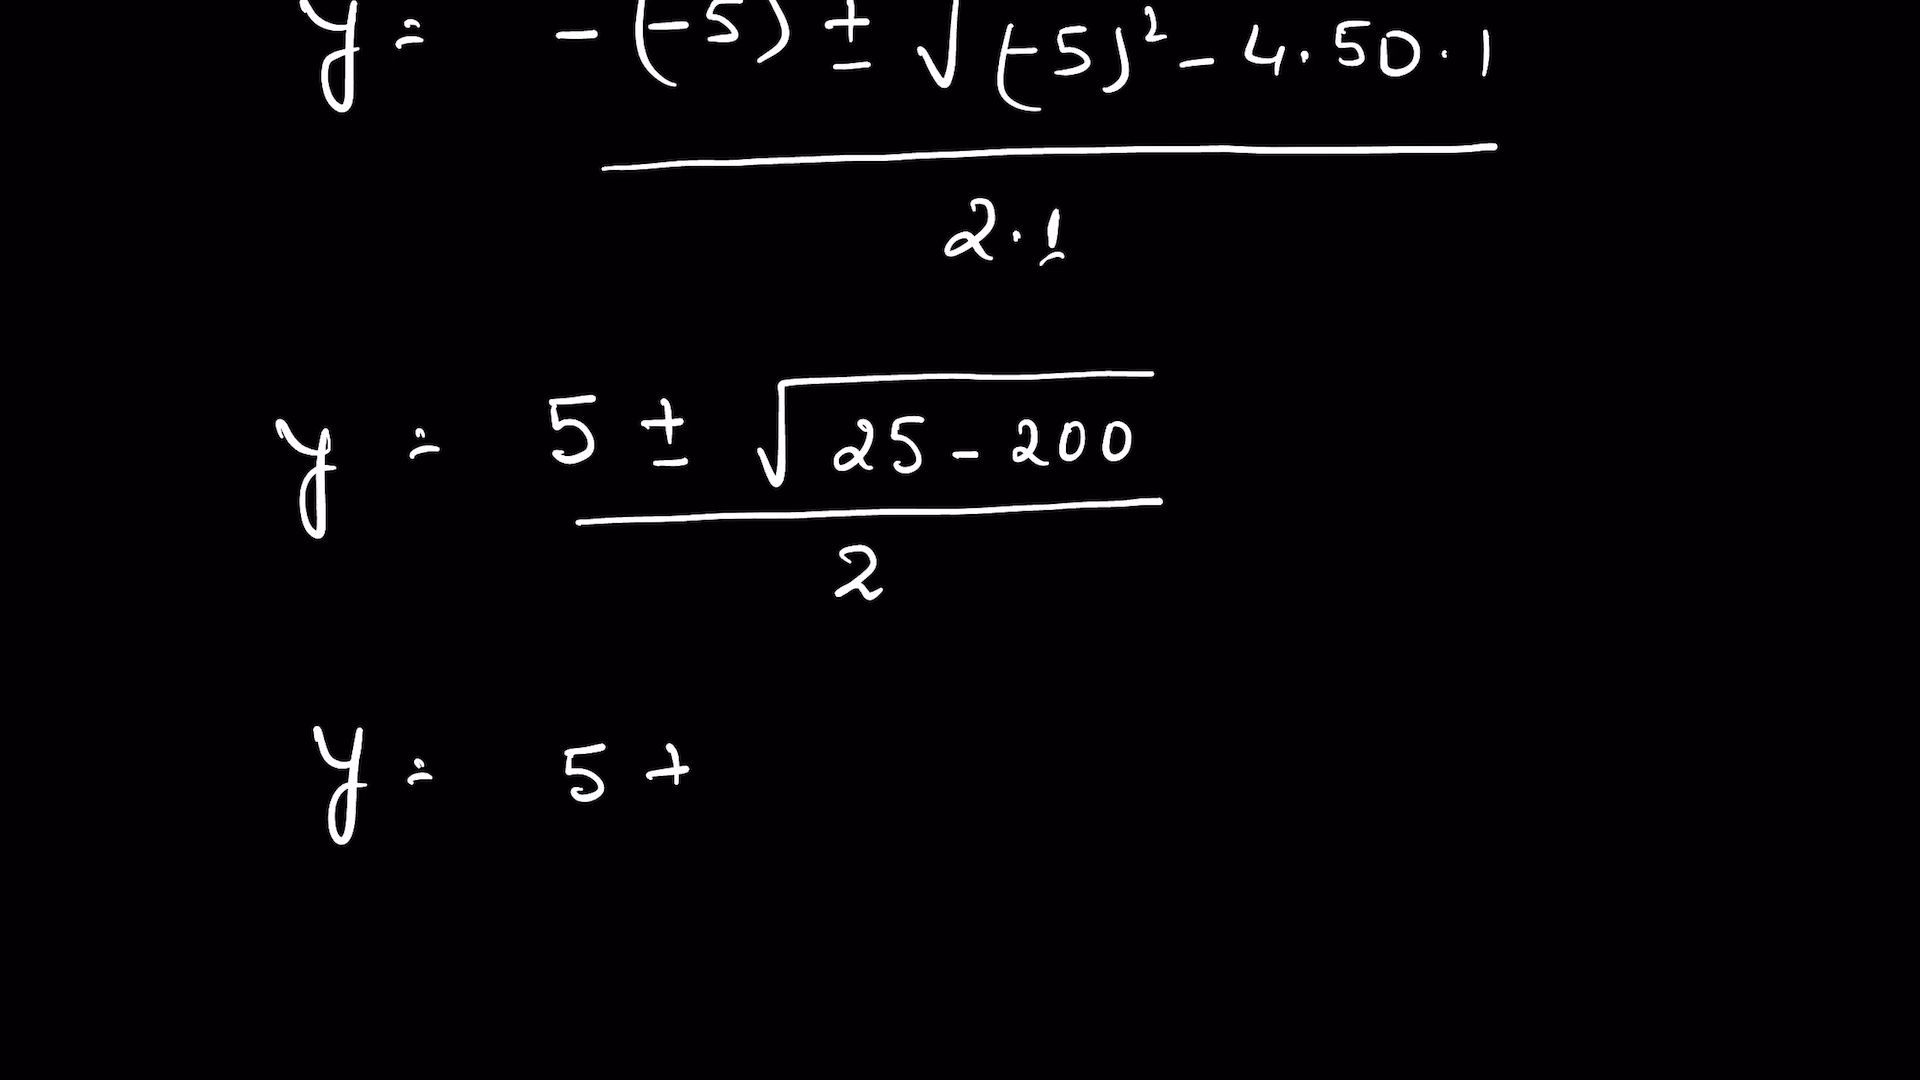 y = -(-5) ± √(-5)² - 4·50·1
2·1
y = 5 ± √25 - 200
2
y = 5 +